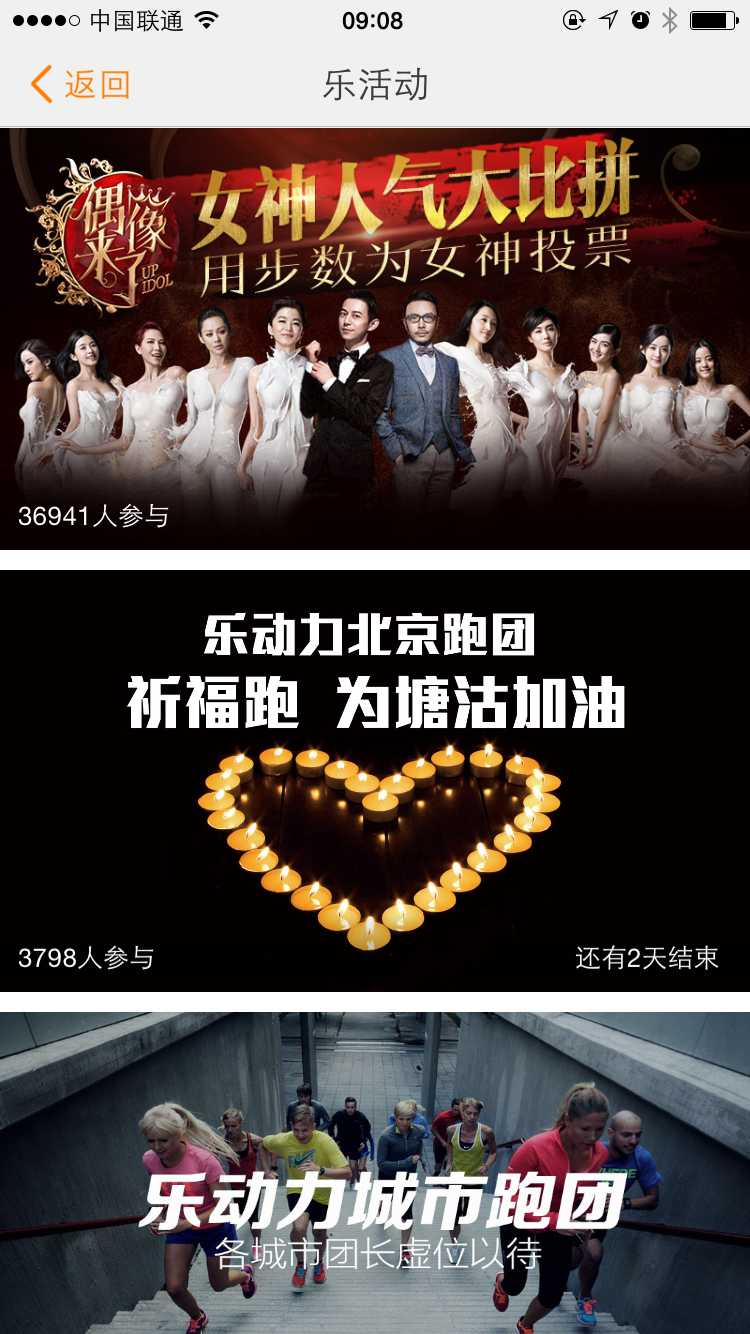 中国联通
09:08
返回
乐活动
偶像
来了
UP
IDOL
女神人气大比拼
用步数为女神投票
36941人参与
乐动力北京跑团
祈福跑 为塘沽加油
3798人参与
还有2天结束
乐动力城市跑团
各城市团长虚位以待